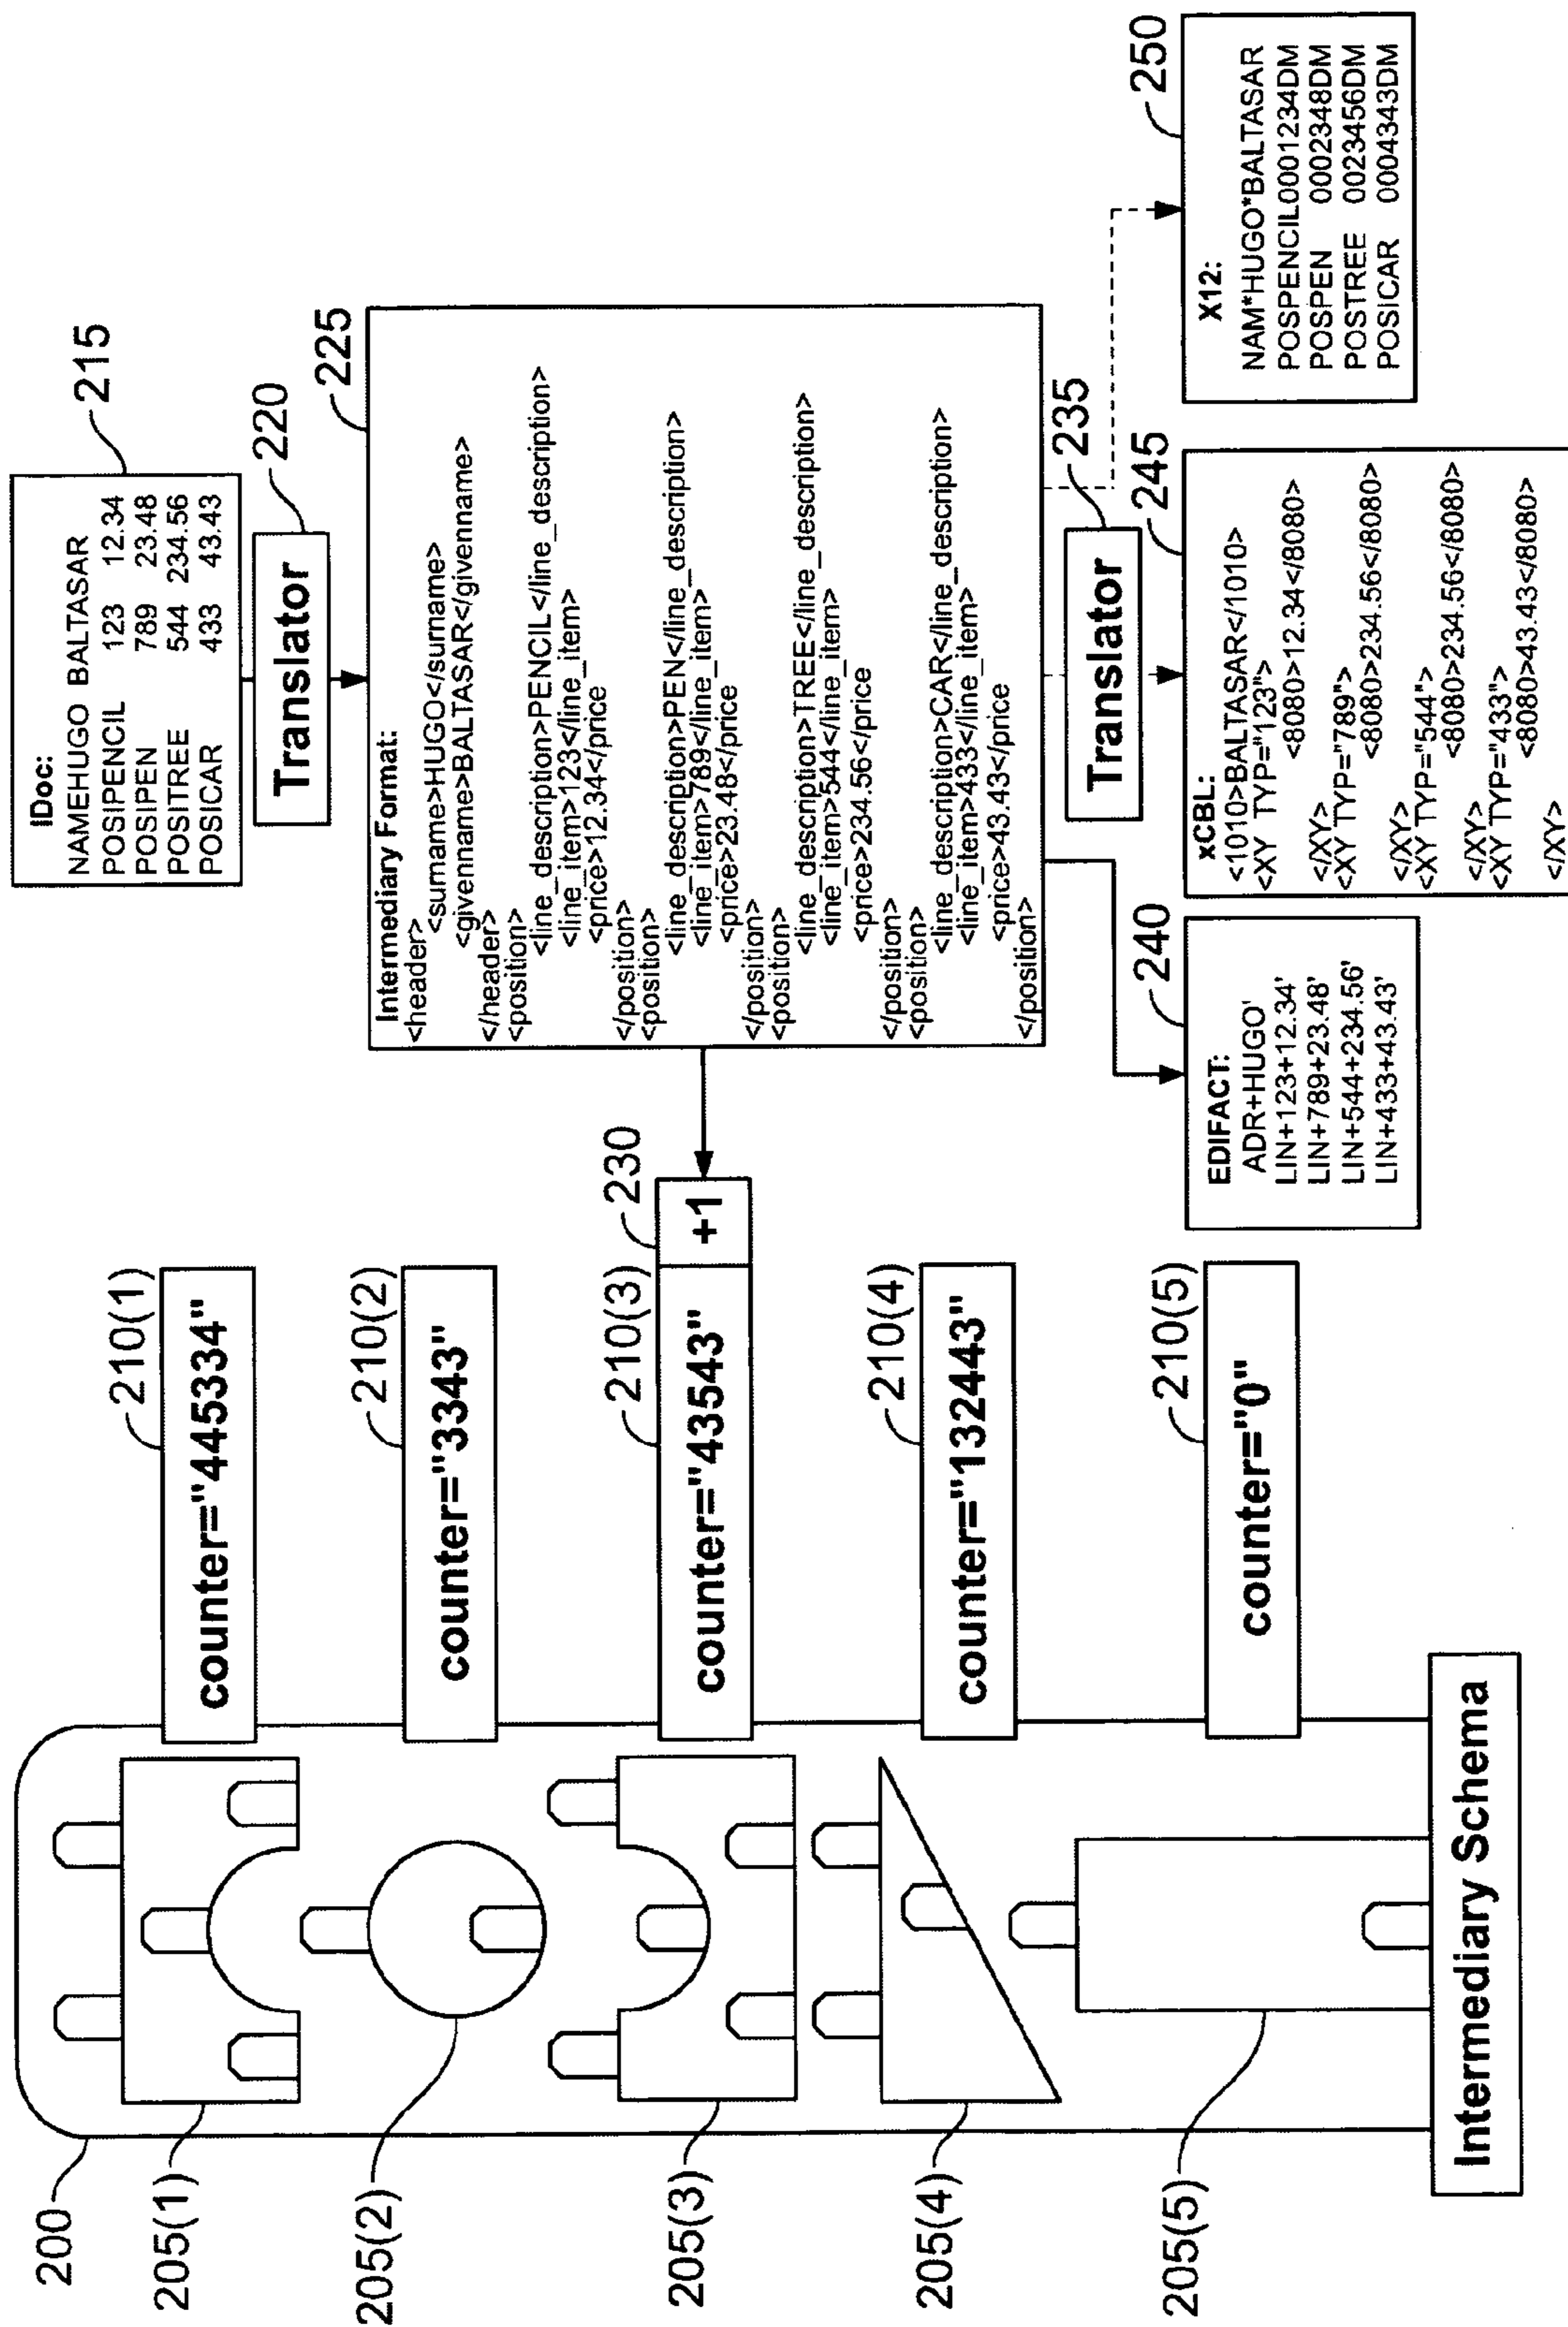 200
205(1)
205(2)
205(3)
205(4)
205(5)
Intermediary Schema
210(1)
counter="445334"
210(2)
counter="3343"
230
210(3)
counter="43543"
+1
210(4)
counter="132443"
210(5)
counter="0"
215
IDoc:
NAMEHUGO BALTASAR
POSIPENCIL 123 12.34
POSIPEN 789 23.48
POSITREE 544 234.56
POSICAR 433 43.43
220
Translator
225
Intermediary Format:
<header>
<surname>HUGO</surname>
<givenname>BALTASAR</givenname>
</header>
<position>
<line_description>PENCIL</line_description>
<line_item>123</line_item>
<price>12.34</price
</position>
<position>
<line_description>PEN</line_description>
<line_item>789</line_item>
<price>23.48</price
</position>
<position>
<line_description>TREE</line_description>
<line_item>544</line_item>
<price>234.56</price
</position>
<position>
<line_description>CAR</line_description>
<line_item>433</line_item>
<price>43.43</price
</position>
235
Translator
240
EDIFACT:
ADR+HUGO'
LIN+123+12.34'
LIN+789+23.48'
LIN+544+234.56'
LIN+433+43.43'
245
xCBL:
<1010>BALTASAR</1010>
<XY TYP="123">
<8080>12.34</8080>
</XY>
<XY TYP="789">
<8080>234.56</8080>
</XY>
<XY TYP="544">
<8080>234.56</8080>
</XY>
<XY TYP="433">
<8080>43.43</8080>
</XY>
250
X12:
NAM*HUGO*BALTASAR
POSPENCIL0001234DM
POSPEN 0002348DM
POSTREE 0023456DM
POSICAR 0004343DM